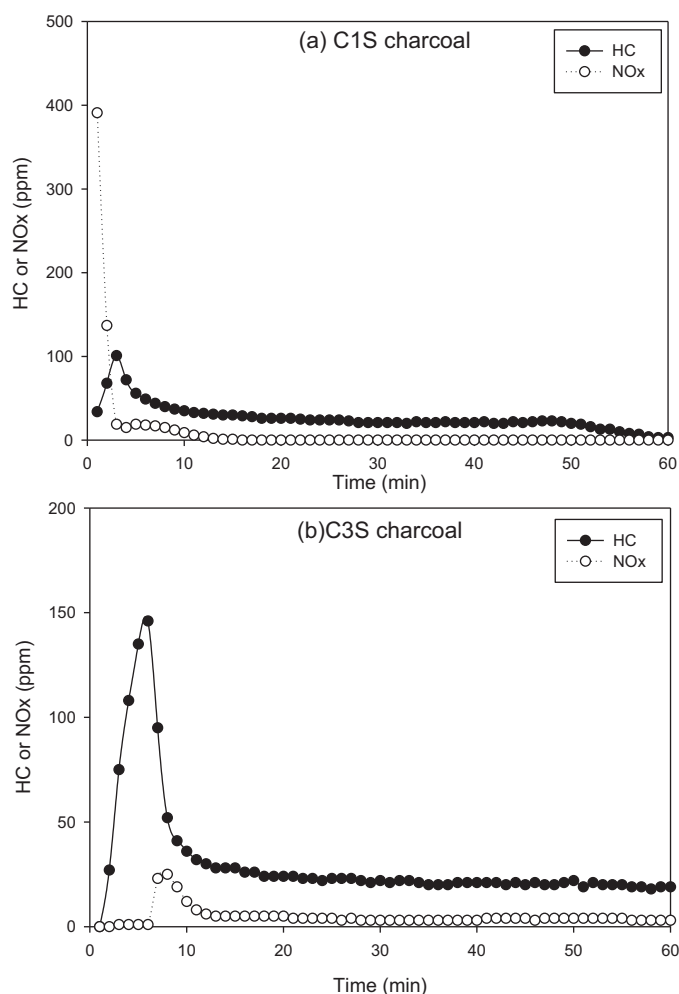 (a) C1S charcoal
HC
NOx
500
400
300
200
100
0
HC or NOx (ppm)
0 10 20 30 40 50 60
Time (min)
(b)C3S charcoal
HC
NOx
200
150
100
50
0
HC or NOx (ppm)
0 10 20 30 40 50 60
Time (min)